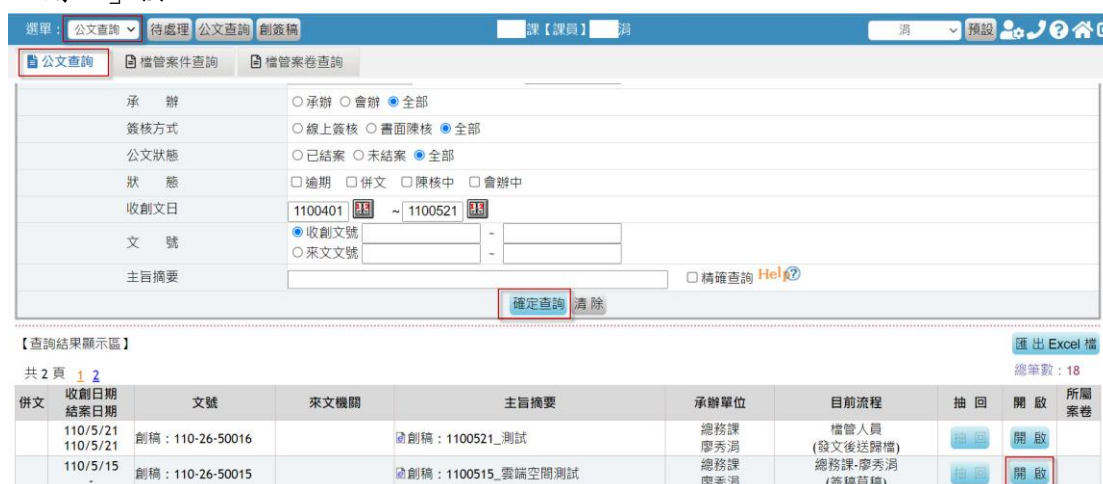 選單： 公文查詢 待處理 公文查詢 創簽稿 課【課員】 涓 涓 預設
公文查詢 檔管案件查詢 檔管案卷查詢
承 辦 ○承辦 ○會辦 ◉全部
簽核方式 ○線上簽核 ○書面陳核 ◉全部
公文狀態 ○已結案 ○未結案 ◉全部
狀 態 □逾期 □併文 □陳核中 □會辦中
收創文日 1100401 ~ 1100521
文 號 ◉收創文號 ~
○來文文號 ~
主旨摘要 □精確查詢 Help?
確定查詢 清 除
【查詢結果顯示區】 匯 出 Excel 檔
共 2 頁 1 2 總筆數：18
併文 收創日期 結案日期 文號 來文機關 主旨摘要 承辦單位 目前流程 抽 回 開 啟 所屬案卷
110/5/21 110/5/21 創稿：110-26-50016 創稿：1100521_測試 總務課 廖秀涓 檔管人員 (發文後送歸檔) 抽 回 開 啟
110/5/15 - 創稿：110-26-50015 創稿：1100515_雲端空間測試 總務課 廖秀涓 總務課-廖秀涓 (簽稿草稿) 抽 回 開 啟